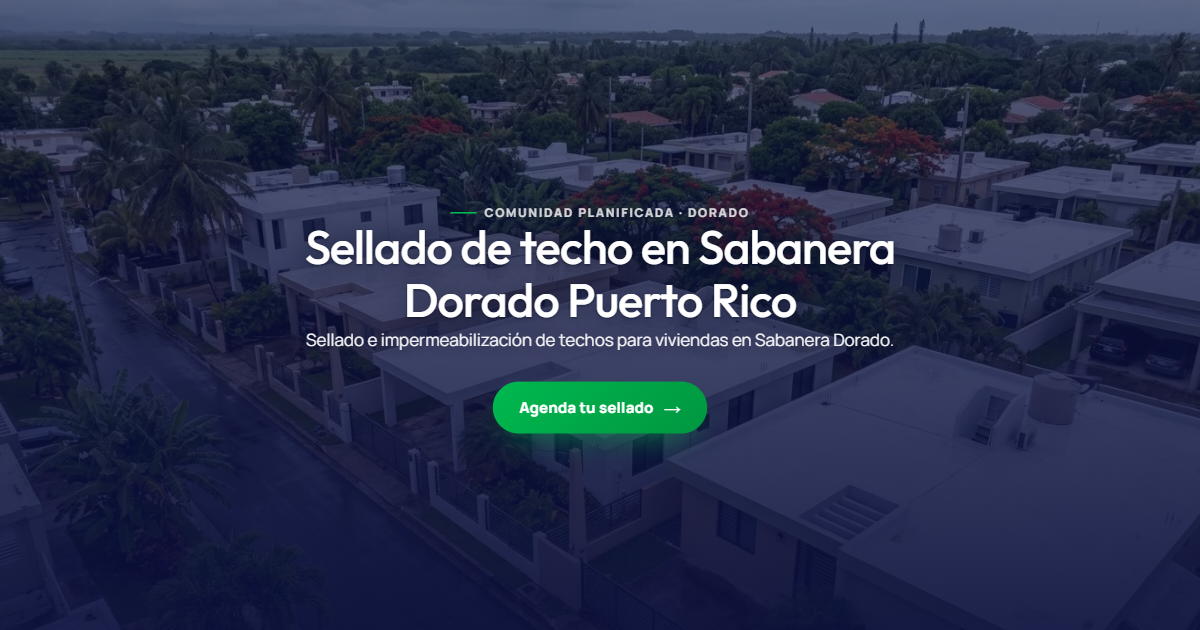 COMUNIDAD PLANIFICADA · DORADO
Sellado de techo en Sabanera
Dorado Puerto Rico
Sellado e impermeabilización de techos para viviendas en Sabanera Dorado.
Agenda tu sellado →